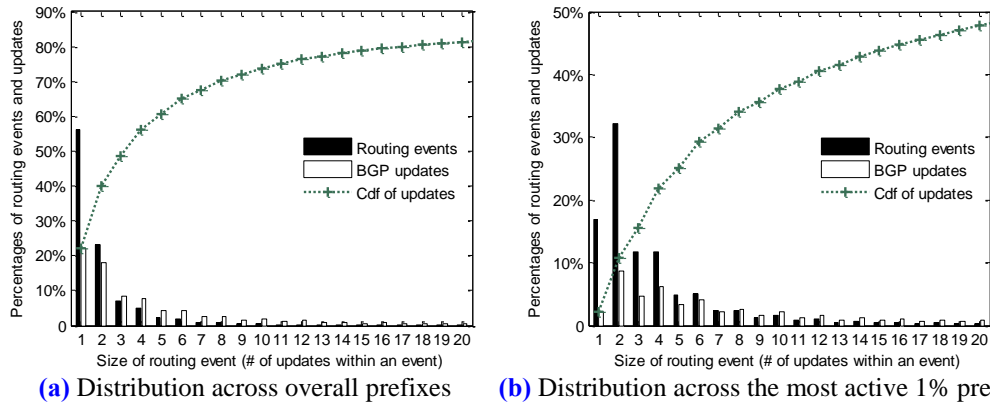 Percentages of routing events and updates
90%
80%
70%
60%
50%
40%
30%
20%
10%
0
Routing events
BGP updates
Cdf of updates
1 2 3 4 5 6 7 8 9 10 11 12 13 14 15 16 17 18 19 20
Size of routing event (# of updates within an event)
(a) Distribution across overall prefixes
Percentages of routing events and updates
50%
40%
30%
20%
10%
0
Routing events
BGP updates
Cdf of updates
1 2 3 4 5 6 7 8 9 10 11 12 13 14 15 16 17 18 19 20
Size of routing event (# of updates within an event)
(b) Distribution across the most active 1% pre